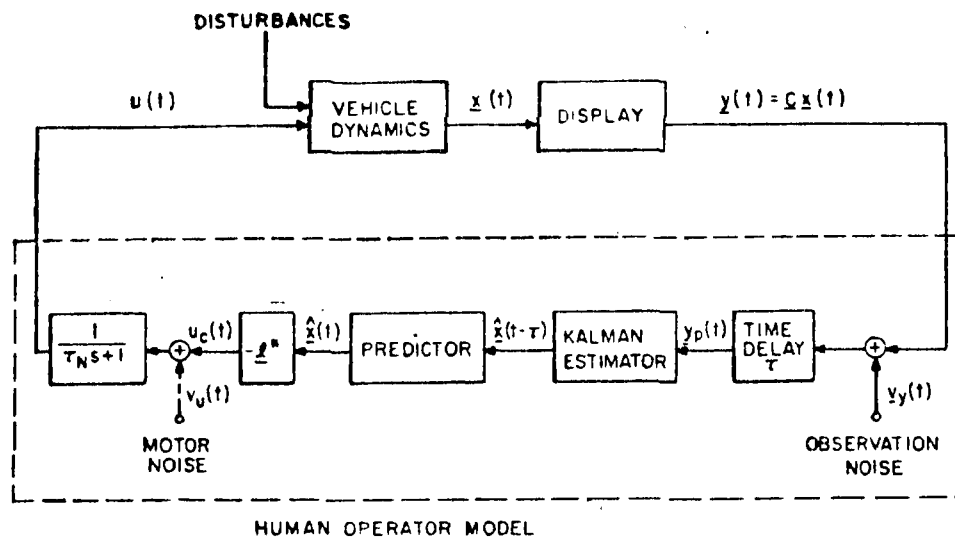 DISTURBANCES
u(t)
VEHICLE
DYNAMICS
x(t)
DISPLAY
y(t) = C x(t)
1
τN s+1
uc(t)
-ℓ*
x̂(t)
PREDICTOR
x̂(t-τ)
KALMAN
ESTIMATOR
yp(t)
TIME
DELAY
τ
+
+
vu(t)
vy(t)
MOTOR
NOISE
OBSERVATION
NOISE
HUMAN OPERATOR MODEL